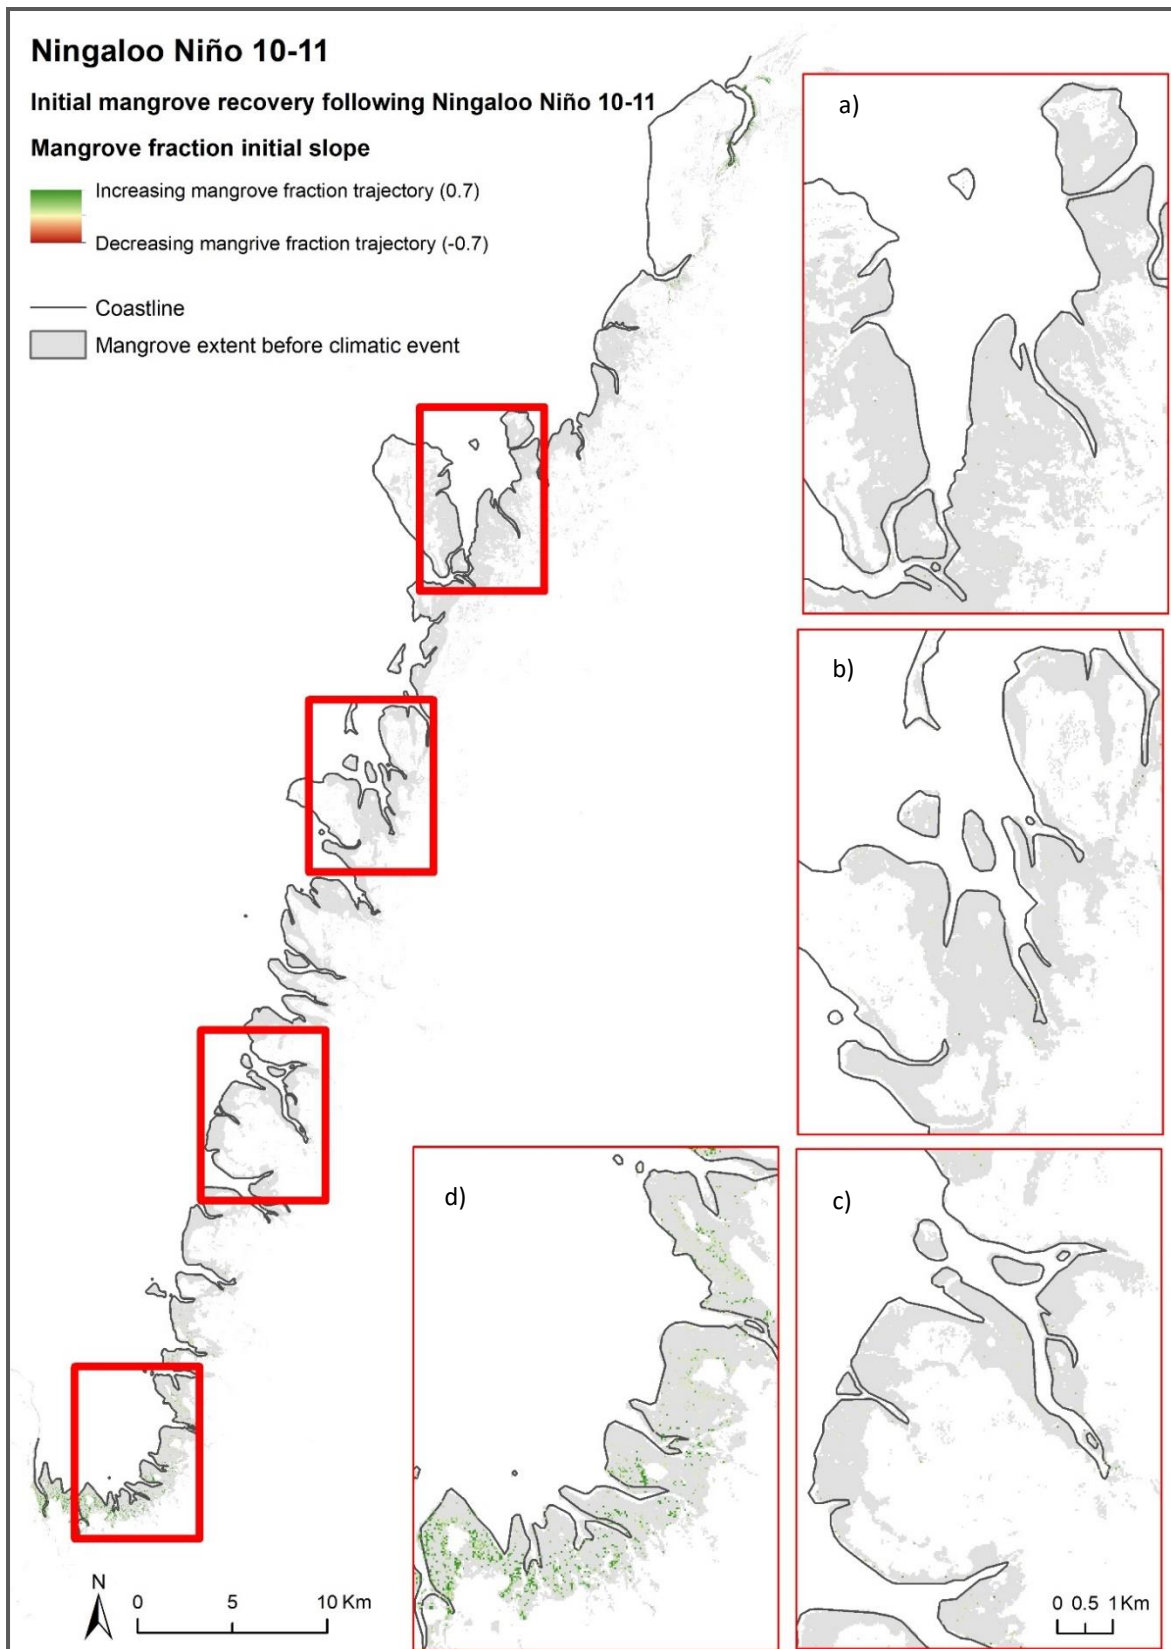 Ningaloo Niño 10-11
Initial mangrove recovery following Ningaloo Niño 10-11
Mangrove fraction initial slope
Increasing mangrove fraction trajectory (0.7)
Decreasing mangrive fraction trajectory (-0.7)
Coastline
Mangrove extent before climatic event
a)
b)
c)
d)
N
0 5 10 Km
0 0.5 1 Km